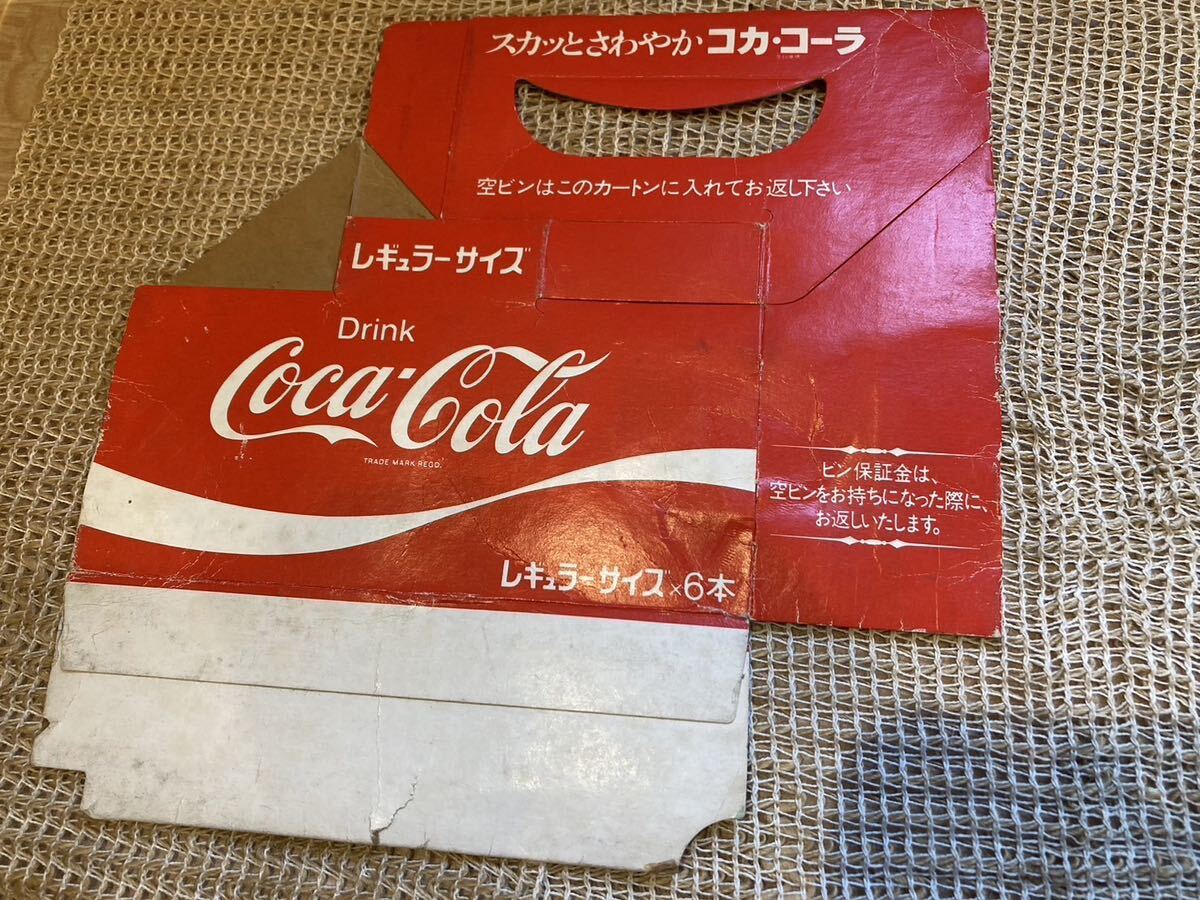 スカッとさわやか コカ・コーラ
空ビンはこのカートンに入れてお返し下さい
レギュラーサイズ
Drink
Coca-Cola
TRADE MARK REGD.
ビン保証金は、
空ビンをお持ちになった際に、
お返しいたします。
レギュラーサイズ×6本